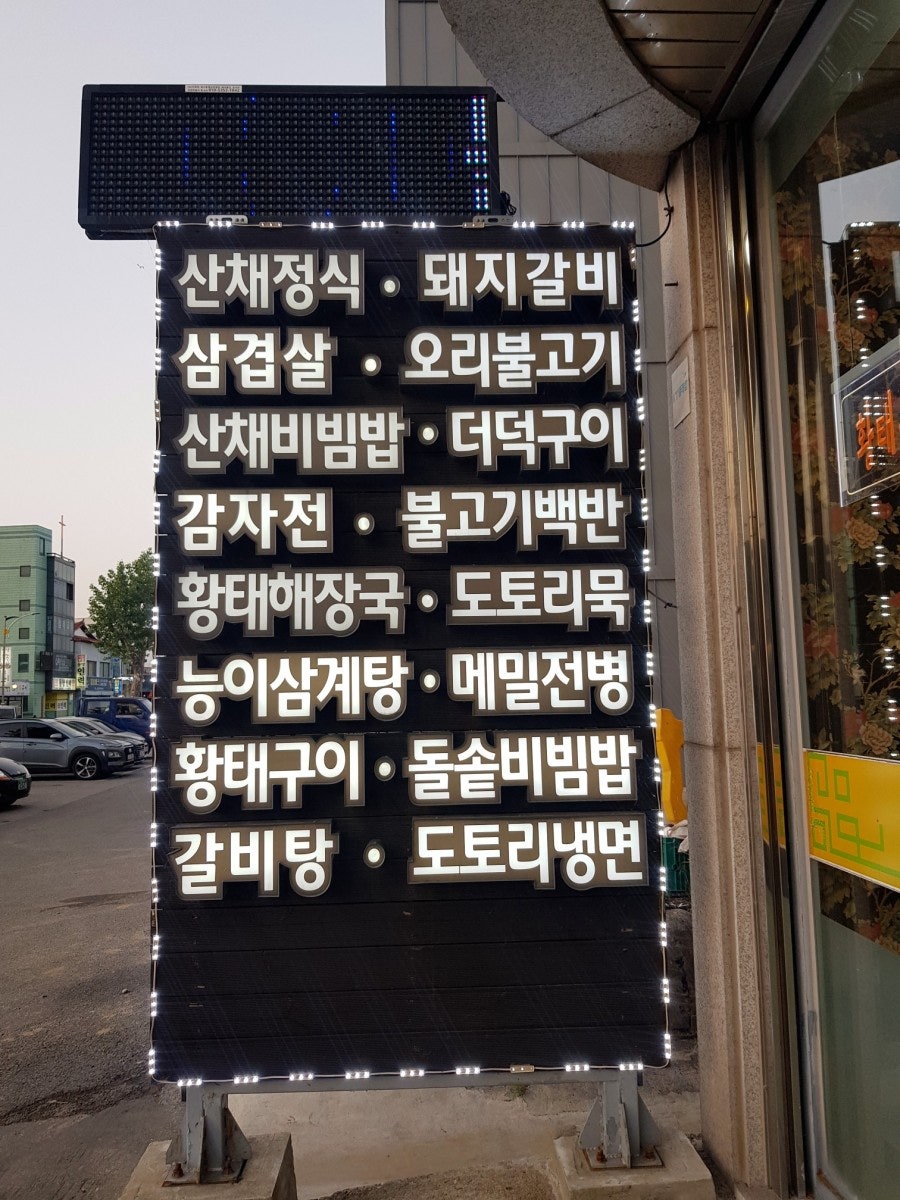 산채정식 • 돼지갈비
삼겹살 • 오리불고기
산채비빔밥 • 더덕구이
감자전 • 불고기백반
황태해장국 • 도토리묵
능이삼계탕 • 메밀전병
황태구이 • 돌솥비빔밥
갈비탕 • 도토리냉면
황태